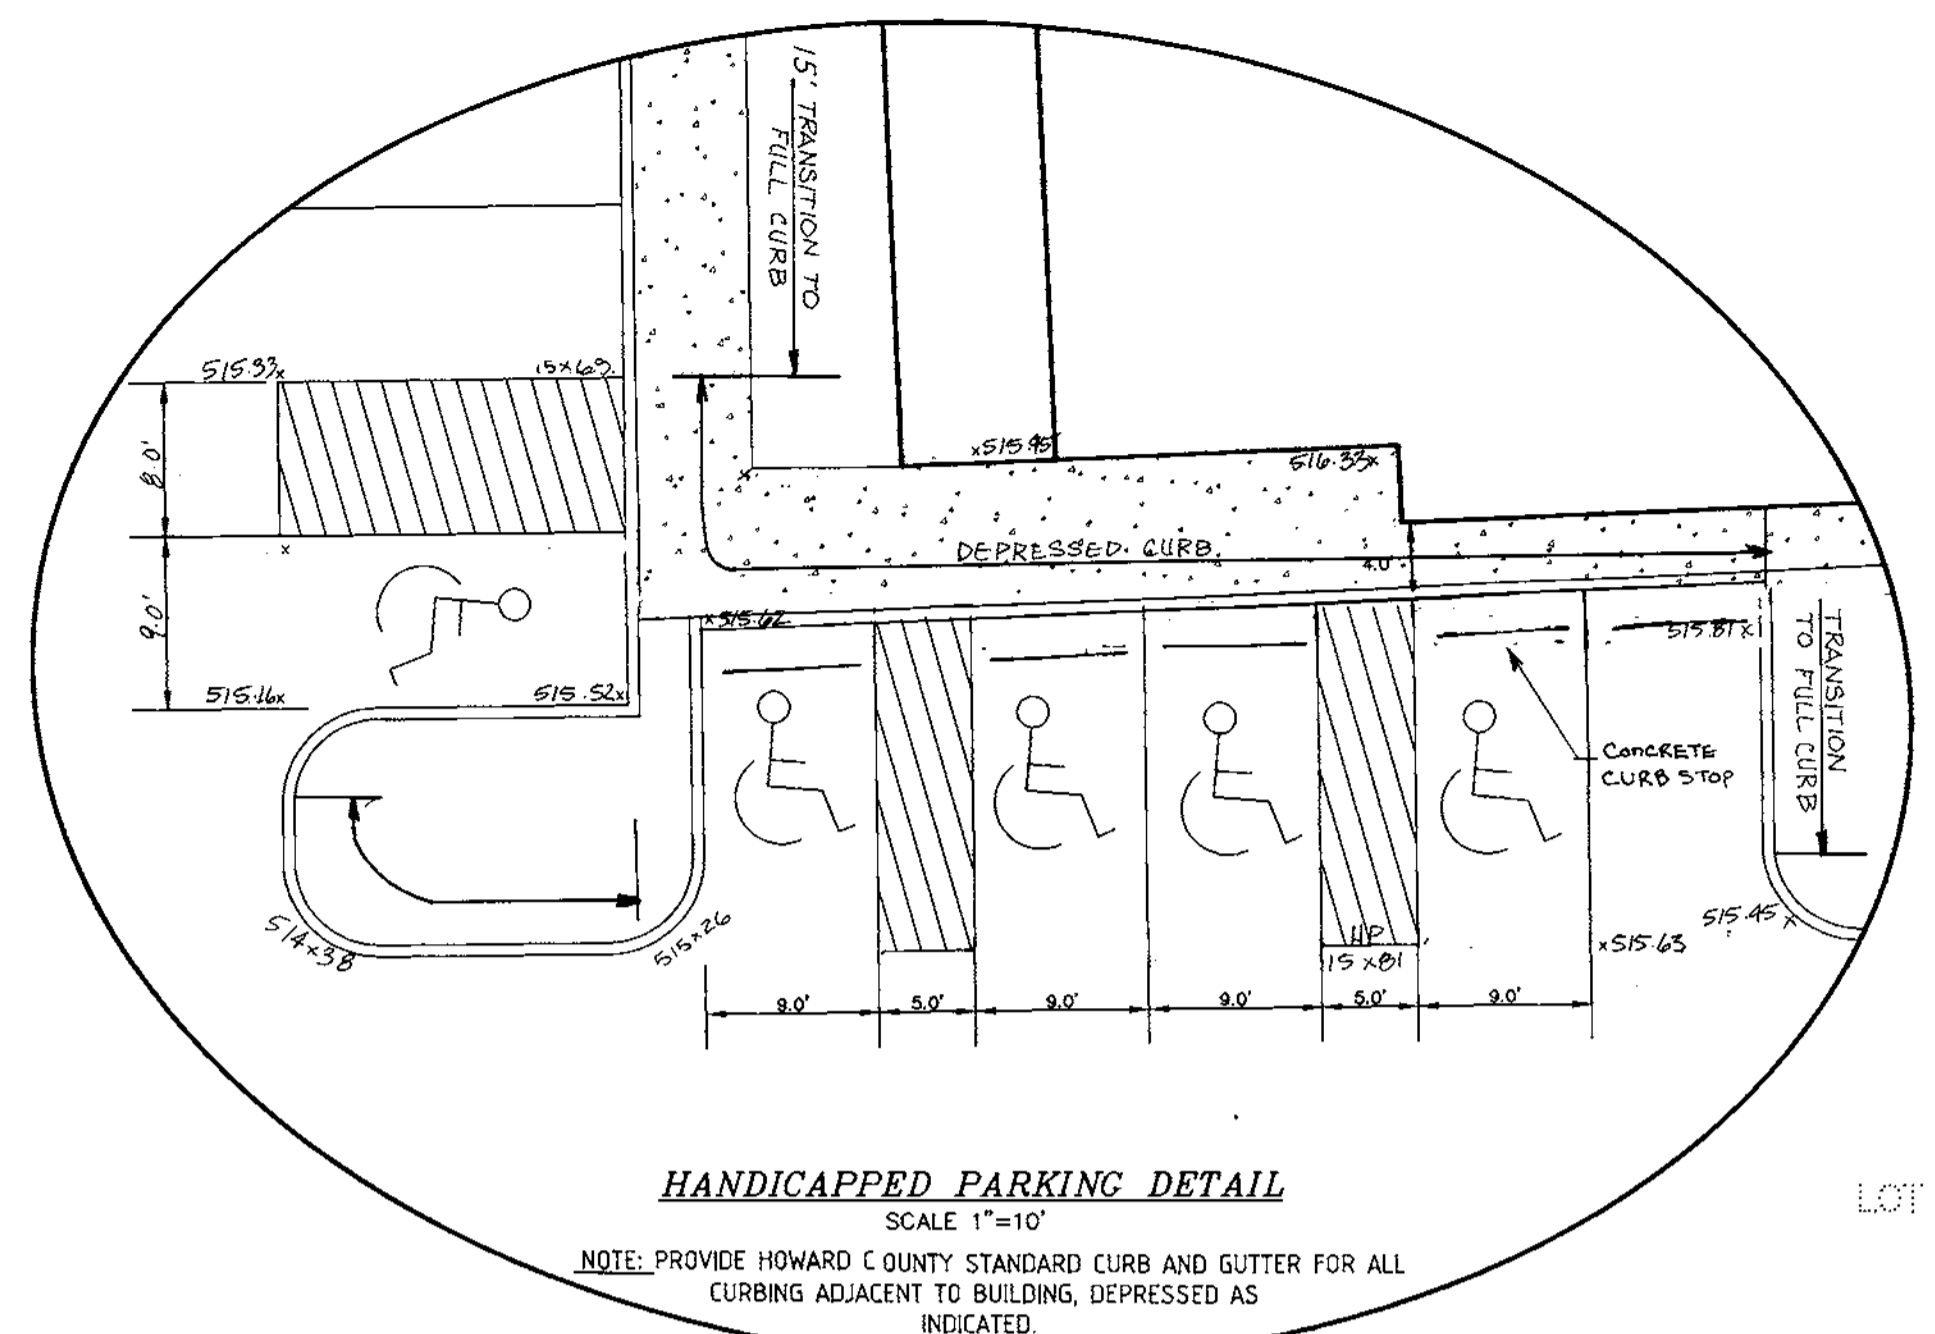 15' TRANSITION TO
FULL CURB
515.33x
15x69
8.0'
x515.95
516.33x
DEPRESSED CURB
4.0'
9.0'
x515.62
515.81x
TRANSITION
TO FULL CURB
515.16x
515.52x
CONCRETE
CURB STOP
514x38
515x26
515.45 x
HP
15x81
x515.63
9.0'
5.0'
9.0'
9.0'
5.0'
9.0'
HANDICAPPED PARKING DETAIL
SCALE 1"=10'
LOT
NOTE: PROVIDE HOWARD COUNTY STANDARD CURB AND GUTTER FOR ALL
CURBING ADJACENT TO BUILDING, DEPRESSED AS
INDICATED.